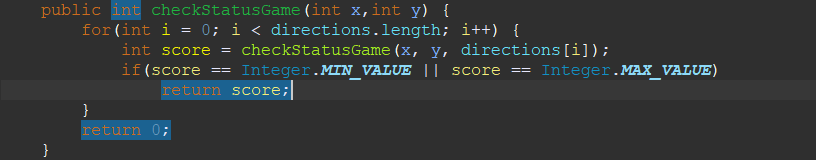 public int checkStatusGame(int x,int y) {
for(int i = 0; i < directions.length; i++) {
int score = checkStatusGame(x, y, directions[i]);
if(score == Integer.MIN_VALUE || score == Integer.MAX_VALUE)
return score;
}
return 0;
}